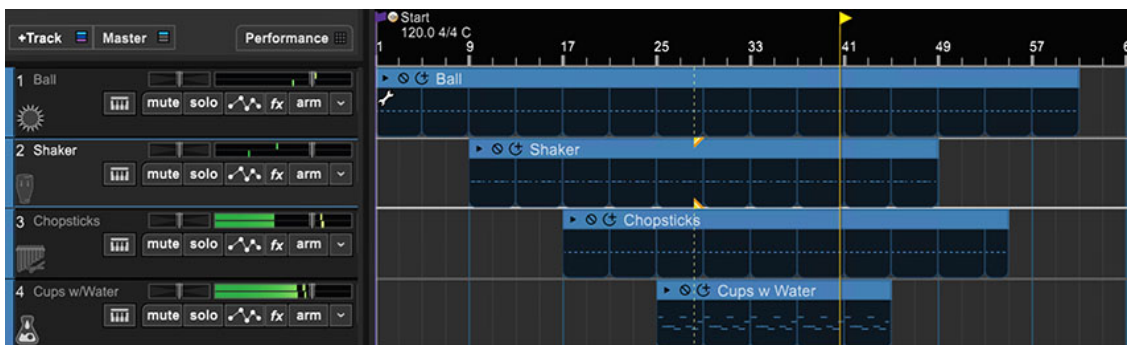 +Track Master Performance
Start
120.0 4/4 C
1 9 17 25 33 41 49 57 6
1 Ball
mute solo fx arm
Ball
2 Shaker
mute solo fx arm
Shaker
3 Chopsticks
mute solo fx arm
Chopsticks
4 Cups w/Water
mute solo fx arm
Cups w Water